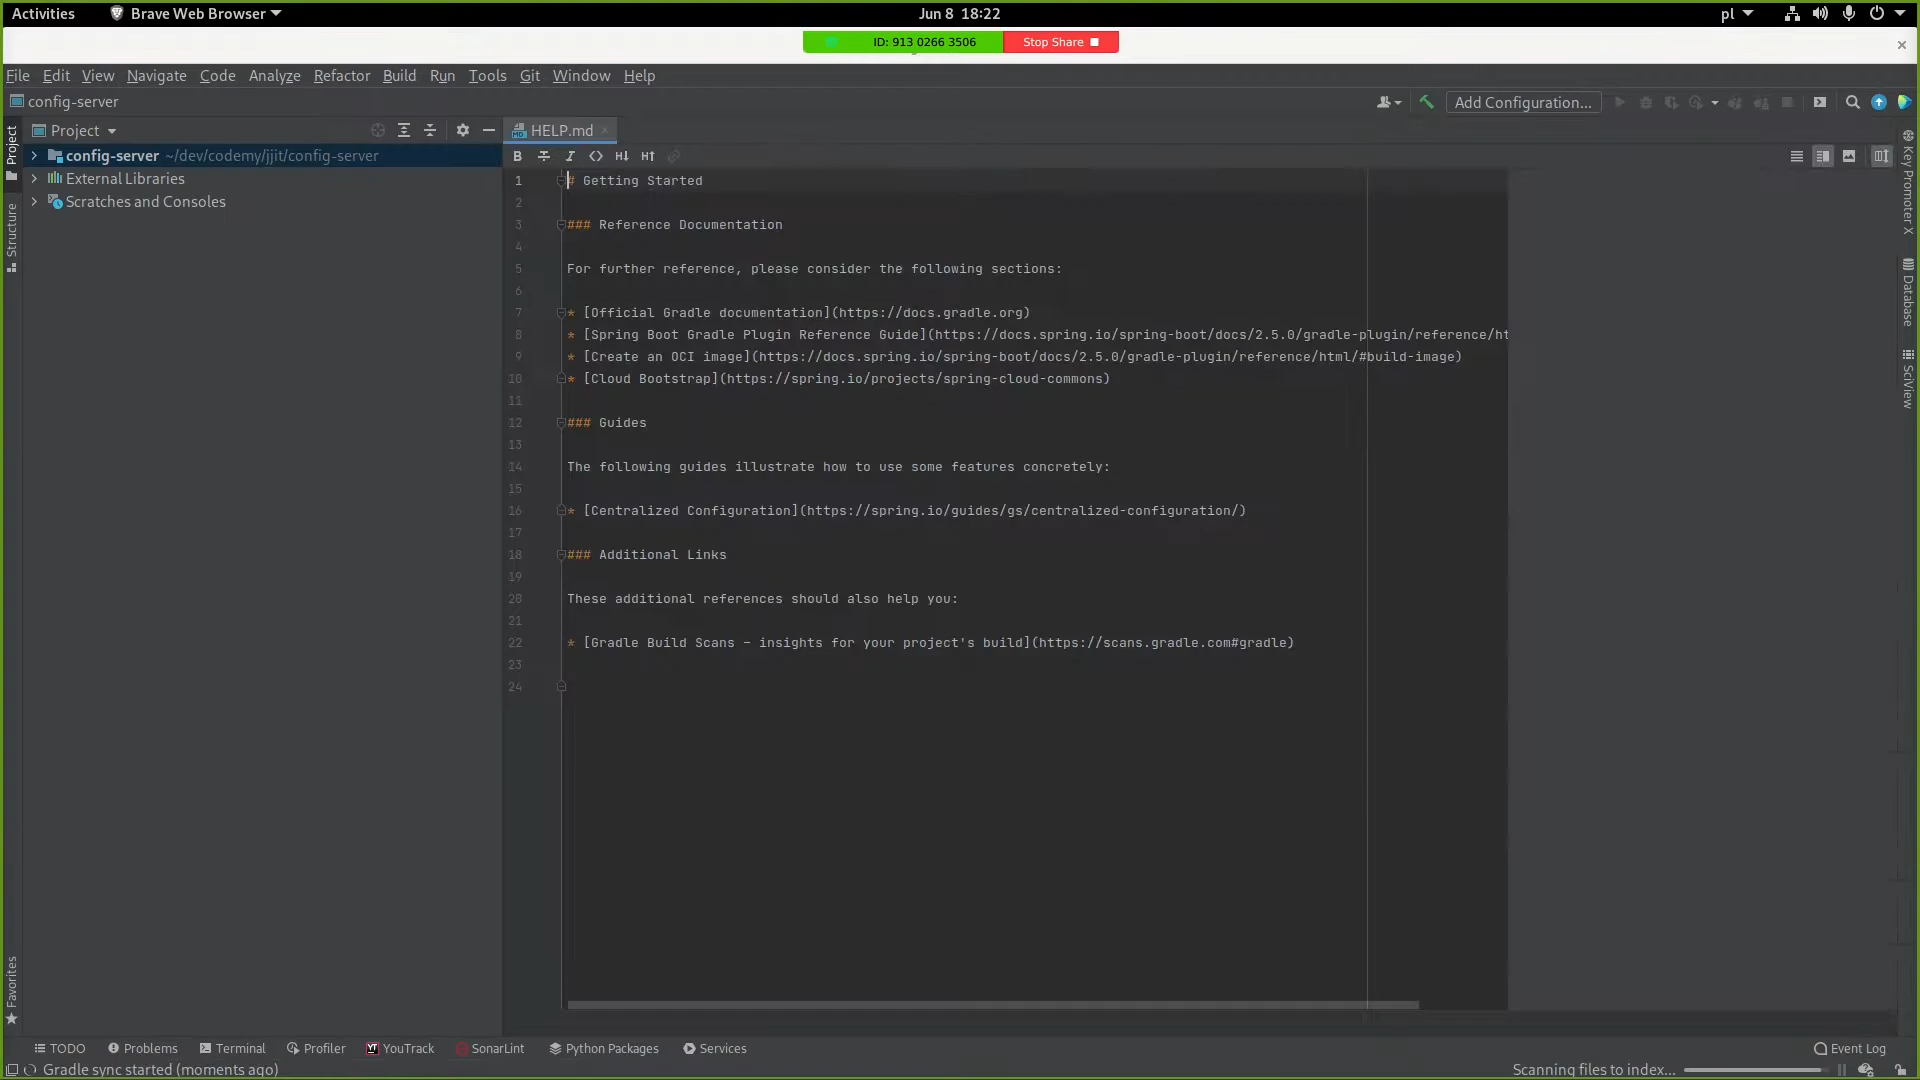 Activities
Brave Web Browser
Jun 8 18:22
pl
ID: 913 0266 3506
Stop Share
File Edit View Navigate Code Analyze Refactor Build Run Tools Git Window Help
config-server
Add Configuration...
Project
HELP.md
config-server ~/dev/codemy/jjit/config-server
External Libraries
Scratches and Consoles
Project
Structure
Favorites
B I <> H↓ H↑
1 # Getting Started
2
3 ### Reference Documentation
4
5 For further reference, please consider the following sections:
6
7 * [Official Gradle documentation](https://docs.gradle.org)
8 * [Spring Boot Gradle Plugin Reference Guide](https://docs.spring.io/spring-boot/docs/2.5.0/gradle-plugin/reference/ht
9 * [Create an OCI image](https://docs.spring.io/spring-boot/docs/2.5.0/gradle-plugin/reference/html/#build-image)
10 * [Cloud Bootstrap](https://spring.io/projects/spring-cloud-commons)
11
12 ### Guides
13
14 The following guides illustrate how to use some features concretely:
15
16 * [Centralized Configuration](https://spring.io/guides/gs/centralized-configuration/)
17
18 ### Additional Links
19
20 These additional references should also help you:
21
22 * [Gradle Build Scans – insights for your project's build](https://scans.gradle.com#gradle)
23
24
Key Promoter X
Database
SciView
TODO
Problems
Terminal
Profiler
YouTrack
SonarLint
Python Packages
Services
Event Log
Gradle sync started (moments ago)
Scanning files to index...